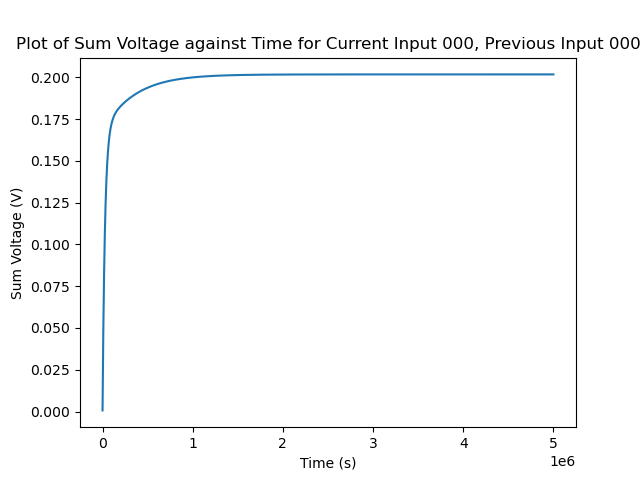 Plot of Sum Voltage against Time for Current Input 000, Previous Input 000
0.200
0.175
0.150
0.125
0.100
0.075
0.050
0.025
0.000
Sum Voltage (V)
0 1 2 3 4 5
1e6
Time (s)